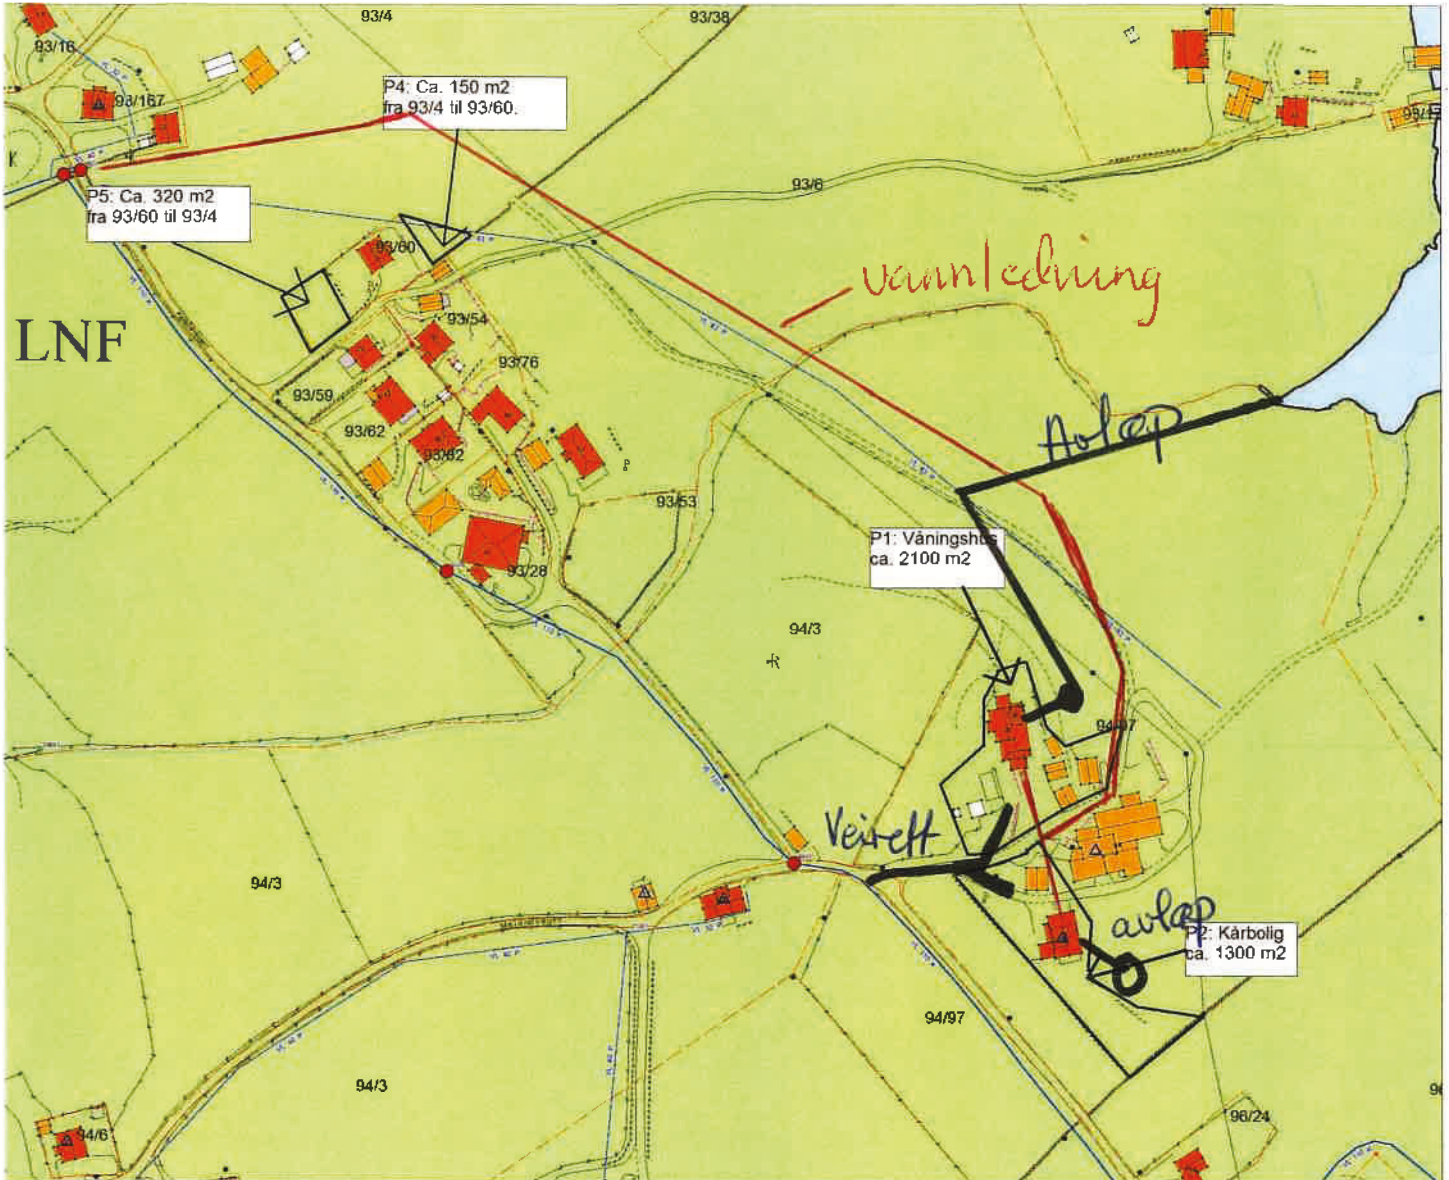 93/4
93/38
93/16
P4: Ca. 150 m2
fra 93/4 til 93/60.
93/167
K
93/6
P5: Ca. 320 m2
fra 93/60 til 93/4
93/60
vannledning
LNF
93/54
93/76
93/59
93/62
93/82
Avløp
93/53
P1: Våningshus
ca. 2100 m2
93/28
94/3
94/97
Veirett
94/3
avløp
P2: Kårbolig
ca. 1300 m2
94/97
94/3
96/24
94/6